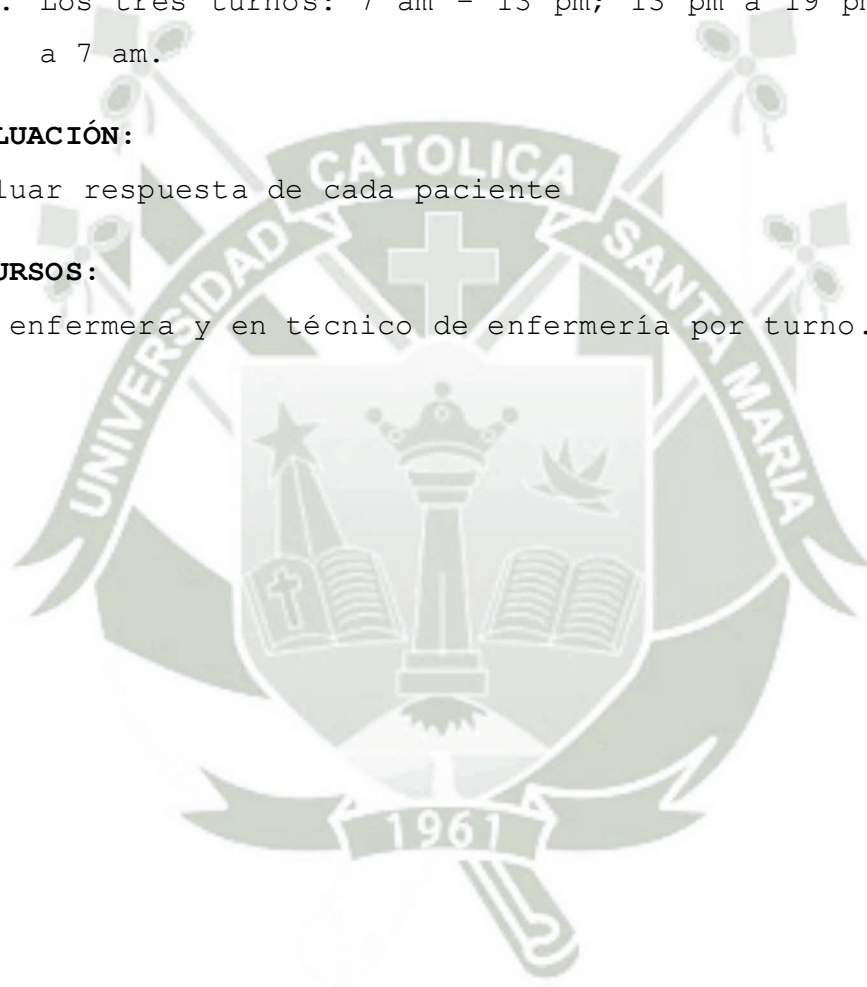 . Los tres turnos: 7 am – 13 pm; 13 pm a 19 pm
a 7 am.
LUACIÓN:
luar respuesta de cada paciente
URSOS:
enfermera y en técnico de enfermería por turno.
UNIVERSIDAD CATOLICA SANTA MARIA
1961